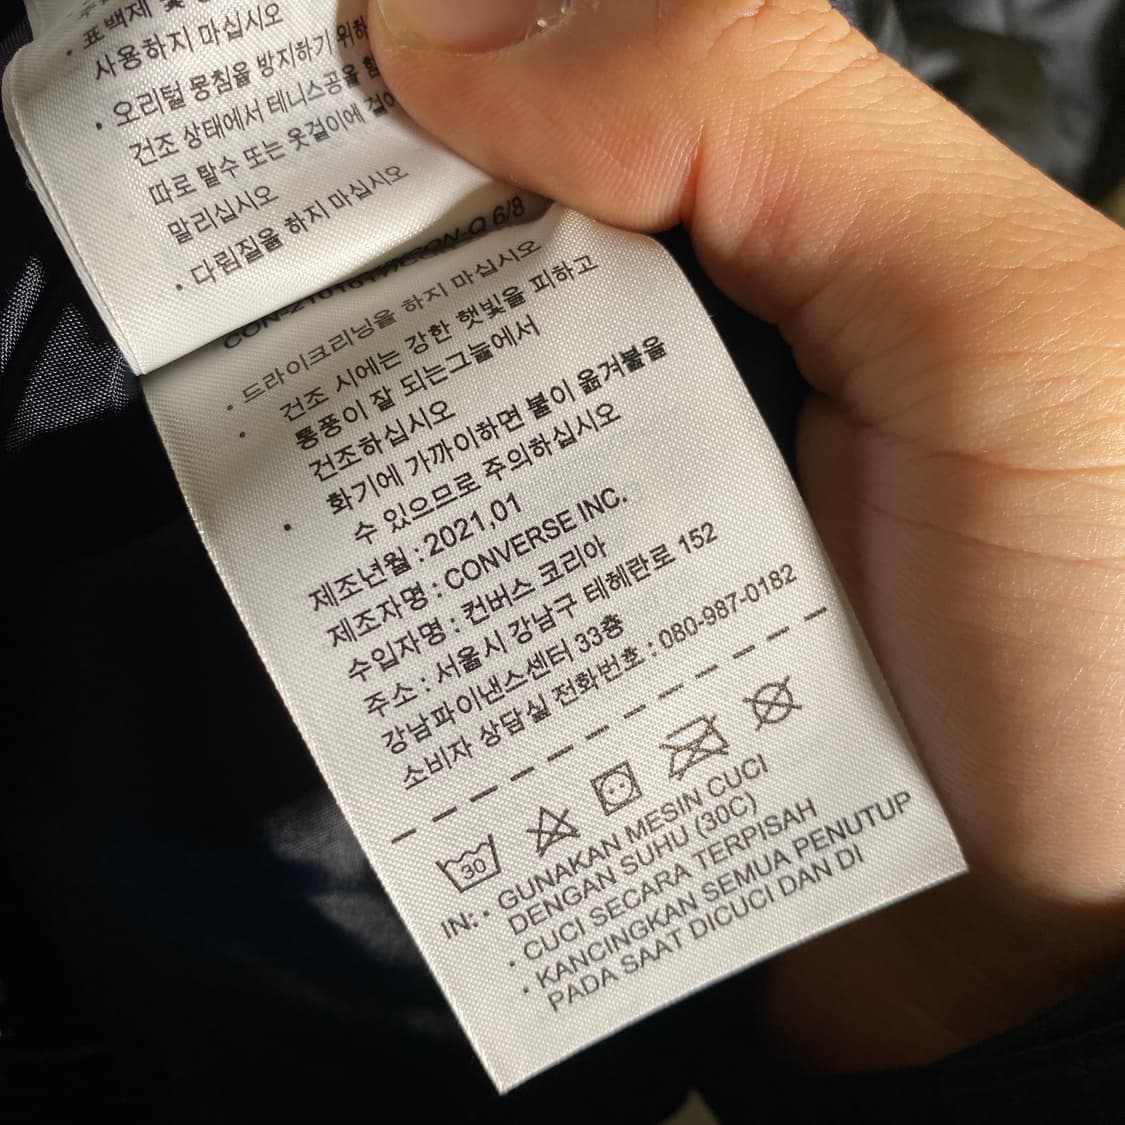 · 표백제 및
사용하지 마십시오
· 오리털 뭉침을 방지하기 위해
건조 상태에서 테니스공을 함
따로 탈수 또는 옷걸이에 걸어
말리십시오
· 다림질을 하지 마십시오
6/8
· 드라이크리닝을 하지 마십시오
· 건조 시에는 강한 햇빛을 피하고
통풍이 잘 되는그늘에서
건조하십시오
· 화기에 가까이하면 불이 옮겨붙을
수 있으므로 주의하십시오
제조년월 : 2021,01
제조자명 : CONVERSE INC.
수입자명 : 컨버스 코리아
주소 : 서울시 강남구 테헤란로 152
강남파이낸스센터 33층
소비자 상담실 전화번호 : 080-987-0182
30
IN: · GUNAKAN MESIN CUCI
DENGAN SUHU (30C)
· CUCI SECARA TERPISAH
· KANCINGKAN SEMUA PENUTUP
PADA SAAT DICUCI DAN DI